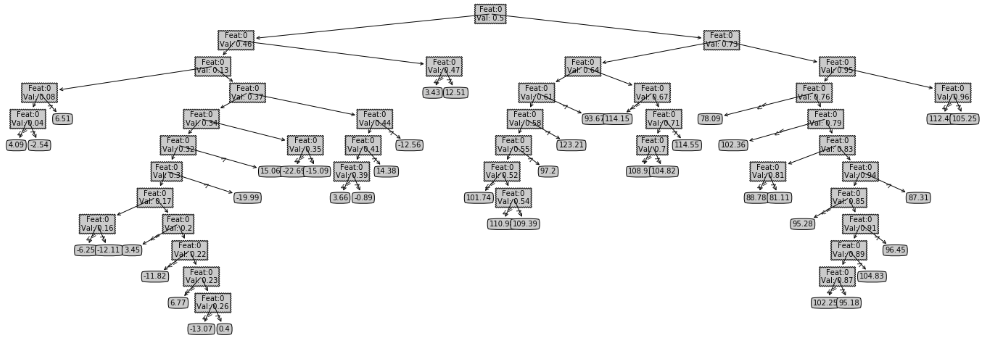 Feat:0
Val: 0.5
Feat:0
Val: 0.46
Feat:0
Val: 0.73
Feat:0
Val: 0.13
Feat:0
Val: 0.47
Feat:0
Val: 0.64
Feat:0
Val: 0.95
Feat:0
Val: 0.08
Feat:0
Val: 0.37
3.43
12.51
Feat:0
Val: 0.61
Feat:0
Val: 0.67
Feat:0
Val: 0.76
Feat:0
Val: 0.96
Feat:0
Val: 0.04
6.51
Feat:0
Val: 0.34
Feat:0
Val: 0.44
Feat:0
Val: 0.58
93.67
114.15
Feat:0
Val: 0.71
78.09
Feat:0
Val: 0.79
112.4
105.25
4.09
-2.54
Feat:0
Val: 0.32
Feat:0
Val: 0.35
Feat:0
Val: 0.41
-12.56
Feat:0
Val: 0.55
123.21
Feat:0
Val: 0.7
114.55
102.36
Feat:0
Val: 0.83
Feat:0
Val: 0.3
15.06
-22.69
-15.09
Feat:0
Val: 0.39
14.38
Feat:0
Val: 0.52
97.2
108.9
104.82
Feat:0
Val: 0.81
Feat:0
Val: 0.94
Feat:0
Val: 0.17
-19.99
3.66
-0.89
101.74
Feat:0
Val: 0.54
88.78
81.11
Feat:0
Val: 0.85
87.31
Feat:0
Val: 0.16
Feat:0
Val: 0.2
110.9
109.39
95.28
Feat:0
Val: 0.91
-6.25
-12.11
3.45
Feat:0
Val: 0.22
Feat:0
Val: 0.89
96.45
-11.82
Feat:0
Val: 0.23
Feat:0
Val: 0.87
104.83
6.77
Feat:0
Val: 0.26
102.25
95.18
-13.07
0.4